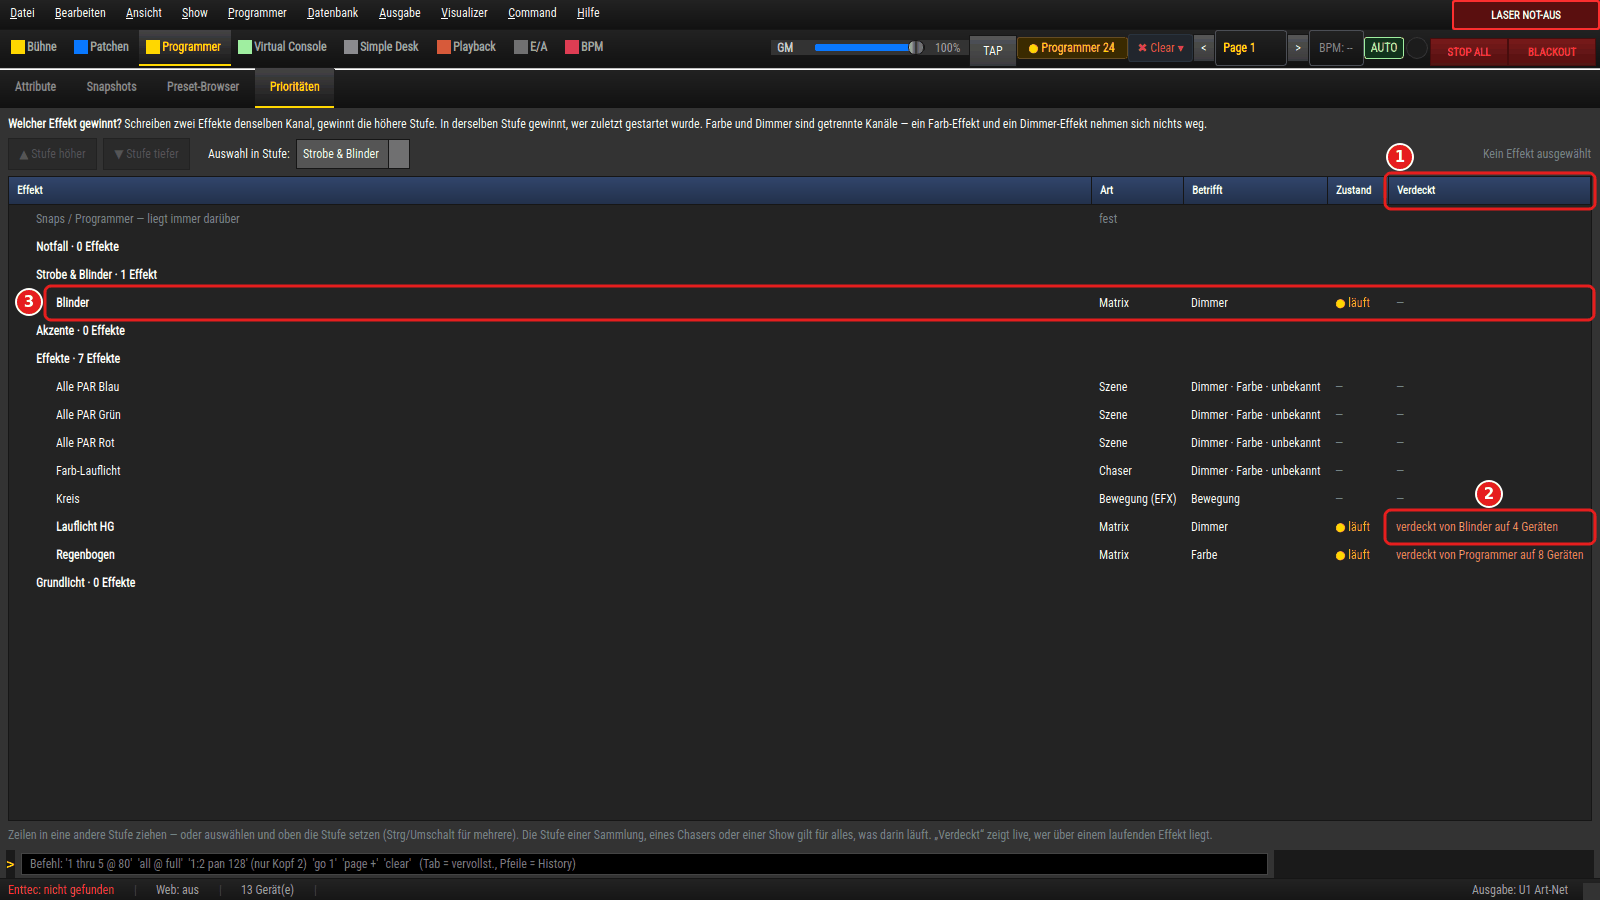 Datei Bearbeiten Ansicht Show Programmer Datenbank Ausgabe Visualizer Command Hilfe
LASER NOT-AUS
Bühne Patchen Programmer Virtual Console Simple Desk Playback E/A BPM
GM 100% TAP Programmer 24 ✖ Clear ▾ < Page 1 > BPM: -- AUTO STOP ALL BLACKOUT
Attribute Snapshots Preset-Browser Prioritäten
Welcher Effekt gewinnt? Schreiben zwei Effekte denselben Kanal, gewinnt die höhere Stufe. In derselben Stufe gewinnt, wer zuletzt gestartet wurde. Farbe und Dimmer sind getrennte Kanäle — ein Farb-Effekt und ein Dimmer-Effekt nehmen sich nichts weg.
▲ Stufe höher ▼ Stufe tiefer Auswahl in Stufe: Strobe & Blinder Kein Effekt ausgewählt
1
Effekt Art Betrifft Zustand Verdeckt
Snaps / Programmer — liegt immer darüber fest
Notfall · 0 Effekte
Strobe & Blinder · 1 Effekt
3 Blinder Matrix Dimmer läuft —
Akzente · 0 Effekte
Effekte · 7 Effekte
Alle PAR Blau Szene Dimmer · Farbe · unbekannt — —
Alle PAR Grün Szene Dimmer · Farbe · unbekannt — —
Alle PAR Rot Szene Dimmer · Farbe · unbekannt — —
Farb-Lauflicht Chaser Dimmer · Farbe · unbekannt — —
Kreis Bewegung (EFX) Bewegung — —
2
Lauflicht HG Matrix Dimmer läuft verdeckt von Blinder auf 4 Geräten
Regenbogen Matrix Farbe läuft verdeckt von Programmer auf 8 Geräten
Grundlicht · 0 Effekte
Zeilen in eine andere Stufe ziehen — oder auswählen und oben die Stufe setzen (Strg/Umschalt für mehrere). Die Stufe einer Sammlung, eines Chasers oder einer Show gilt für alles, was darin läuft. „Verdeckt“ zeigt live, wer über einem laufenden Effekt liegt.
> Befehl: '1 thru 5 @ 80' 'all @ full' '1:2 pan 128' (nur Kopf 2) 'go 1' 'page +' 'clear' (Tab = vervollst., Pfeile = History)
Enttec: nicht gefunden Web: aus 13 Gerät(e) Ausgabe: U1 Art-Net